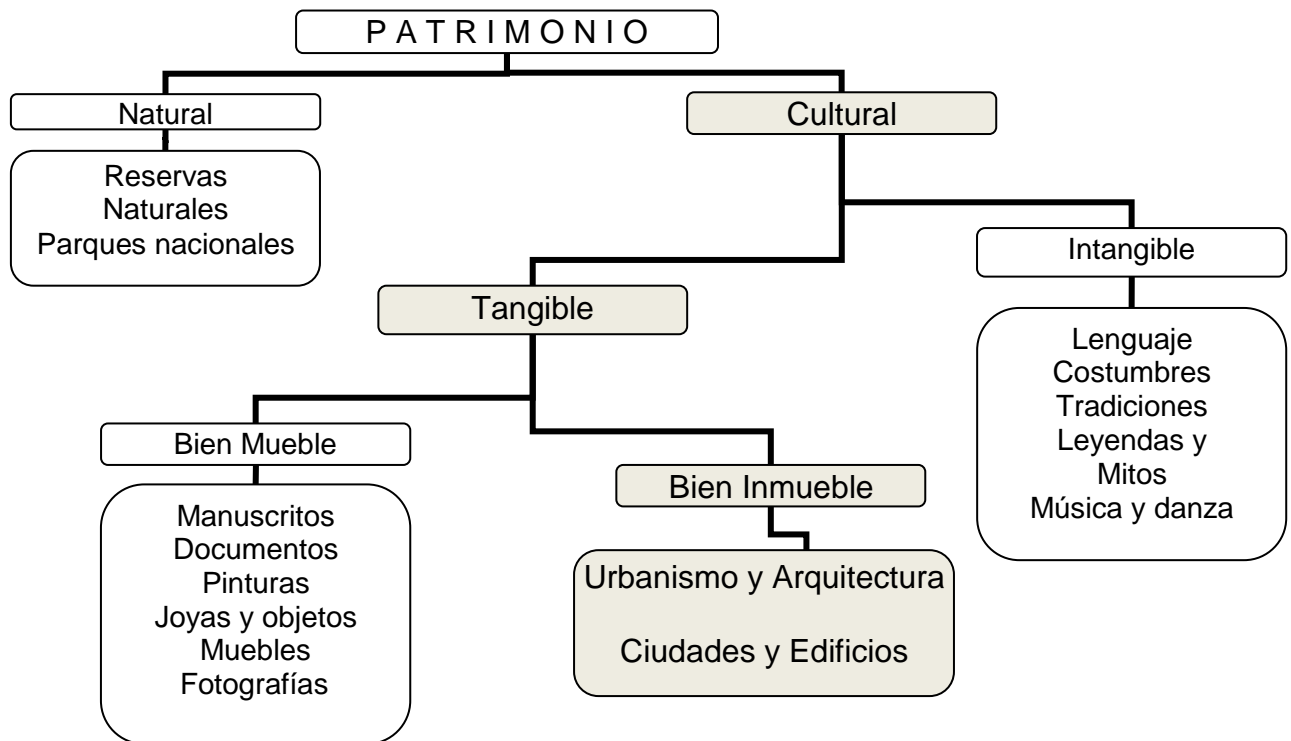 P A T R I M O N I O
Natural
Cultural
Reservas
Naturales
Parques nacionales
Intangible
Tangible
Lenguaje
Costumbres
Tradiciones
Leyendas y
Mitos
Música y danza
Bien Mueble
Bien Inmueble
Manuscritos
Documentos
Pinturas
Joyas y objetos
Muebles
Fotografías
Urbanismo y Arquitectura
Ciudades y Edificios